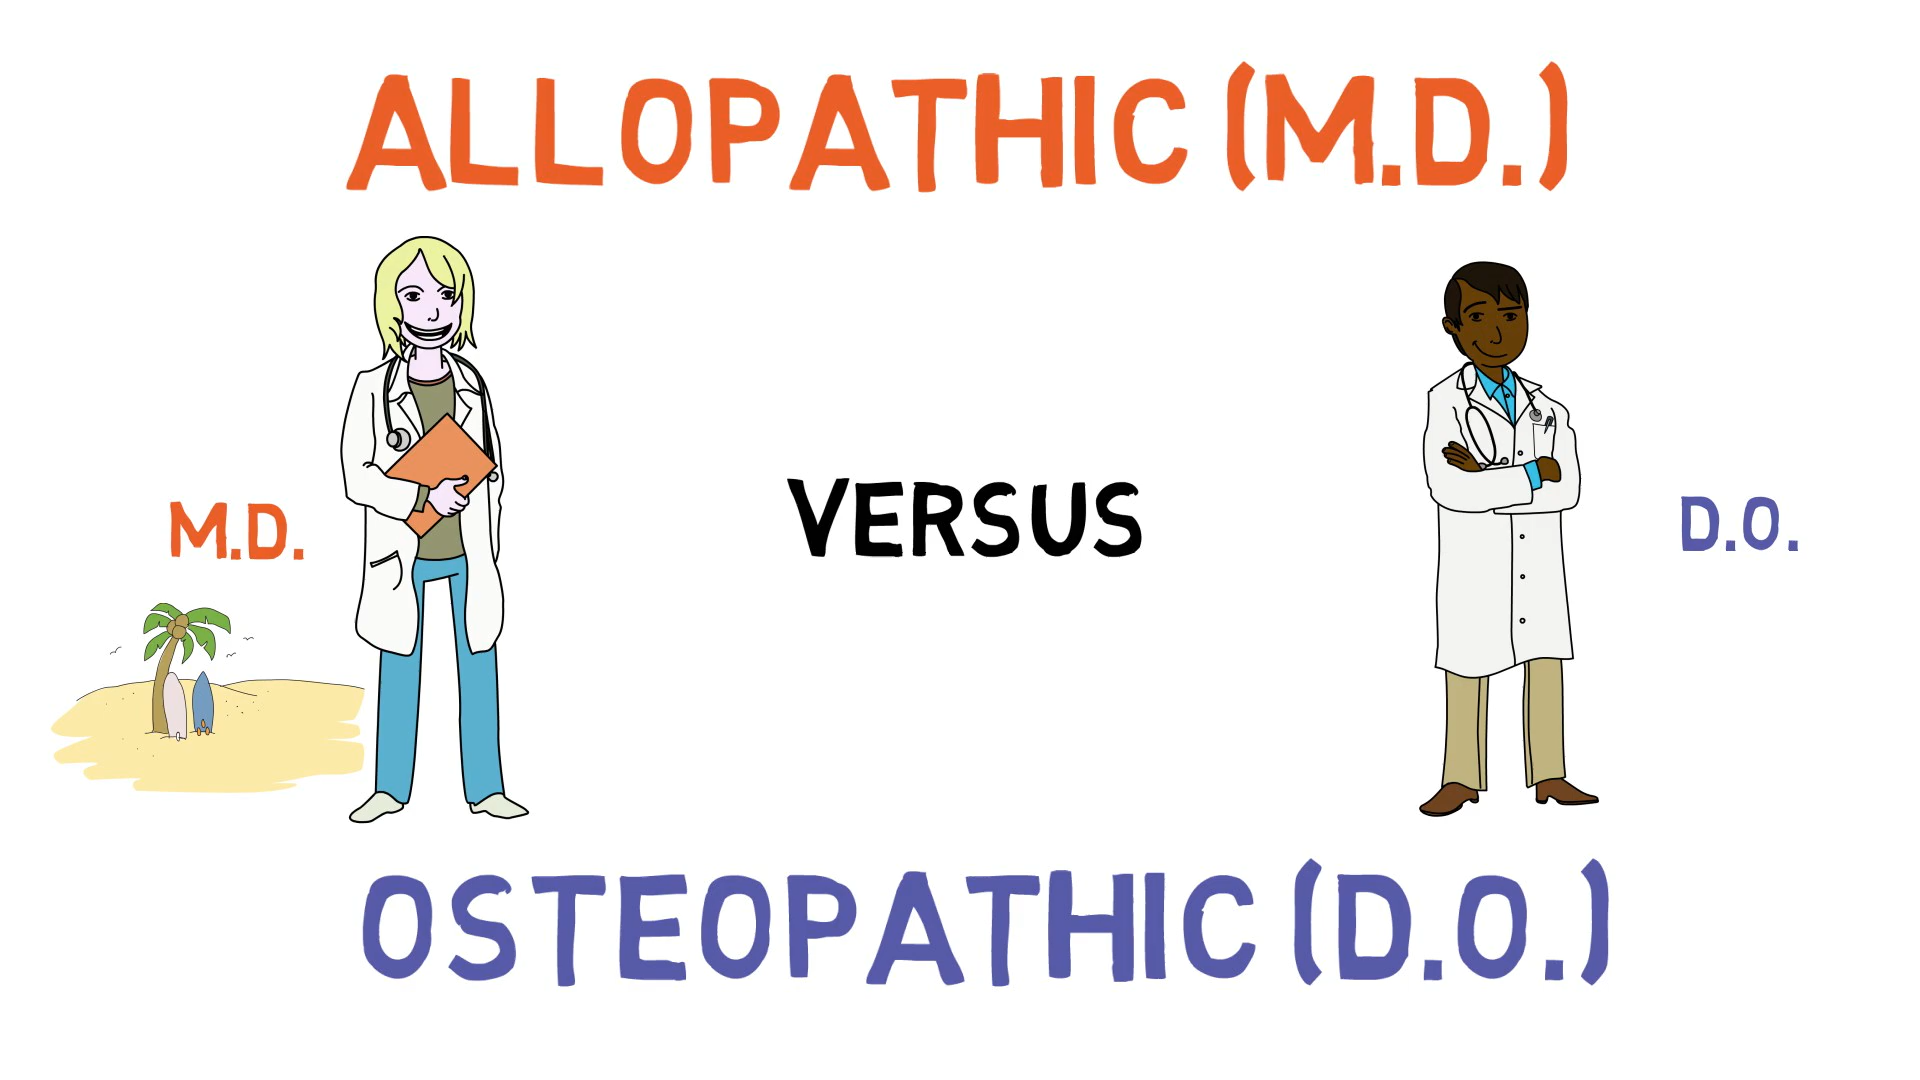 ALLOPATHIC (M.D.)
M.D.
VERSUS
D.O.
OSTEOPATHIC (D.O.)